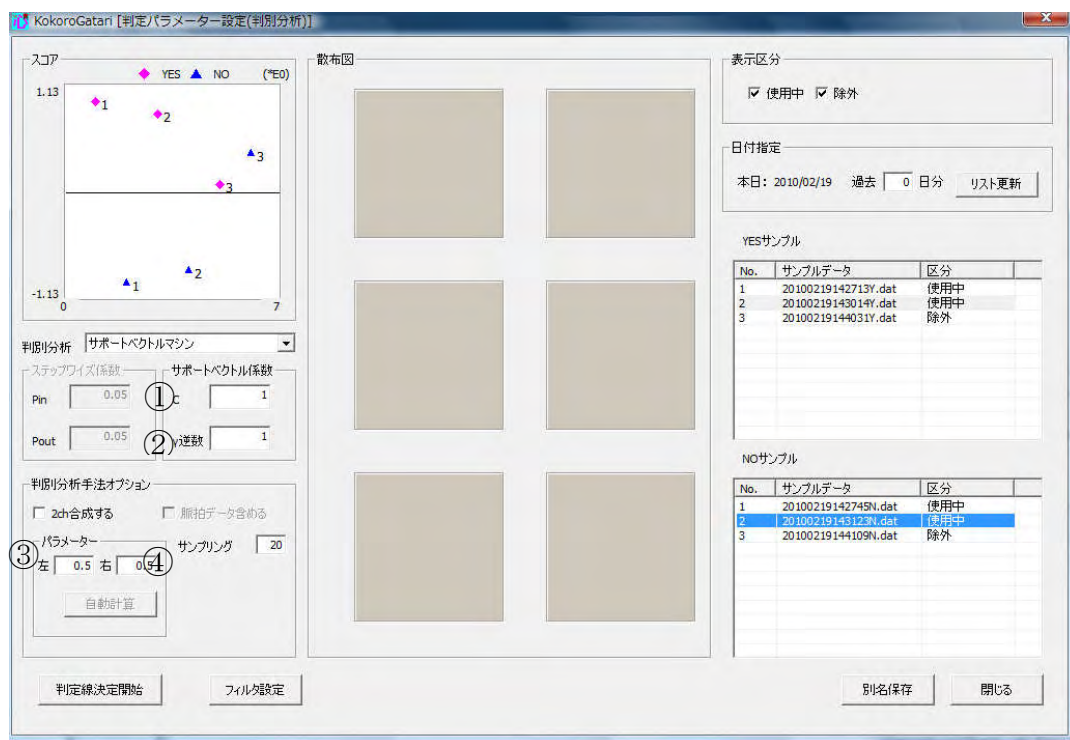 KokoroGatari [判定パラメーター設定(判別分析)]
スコア
YES NO (*E0)
1.13
1
2
3
3
2
1
-1.13
0 7
判別分析 サポートベクトルマシン
ステップワイズ係数
Pin 0.05
Pout 0.05
サポートベクトル係数
① C 1
② γ逆数 1
判別分析手法オプション
2ch合成する 脈拍データ含める
パラメーター
サンプリング 20
③ 左 0.5 右 0.5 ④
自動計算
判定線決定開始 フィルタ設定
散布図
表示区分
使用中 除外
日付指定
本日: 2010/02/19 過去 0 日分 リスト更新
YESサンプル
No. サンプルデータ 区分
1 20100219142713Y.dat 使用中
2 20100219143014Y.dat 使用中
3 20100219144031Y.dat 除外
NOサンプル
No. サンプルデータ 区分
1 20100219142745N.dat 使用中
2 20100219143123N.dat 使用中
3 20100219144109N.dat 除外
別名保存 閉じる